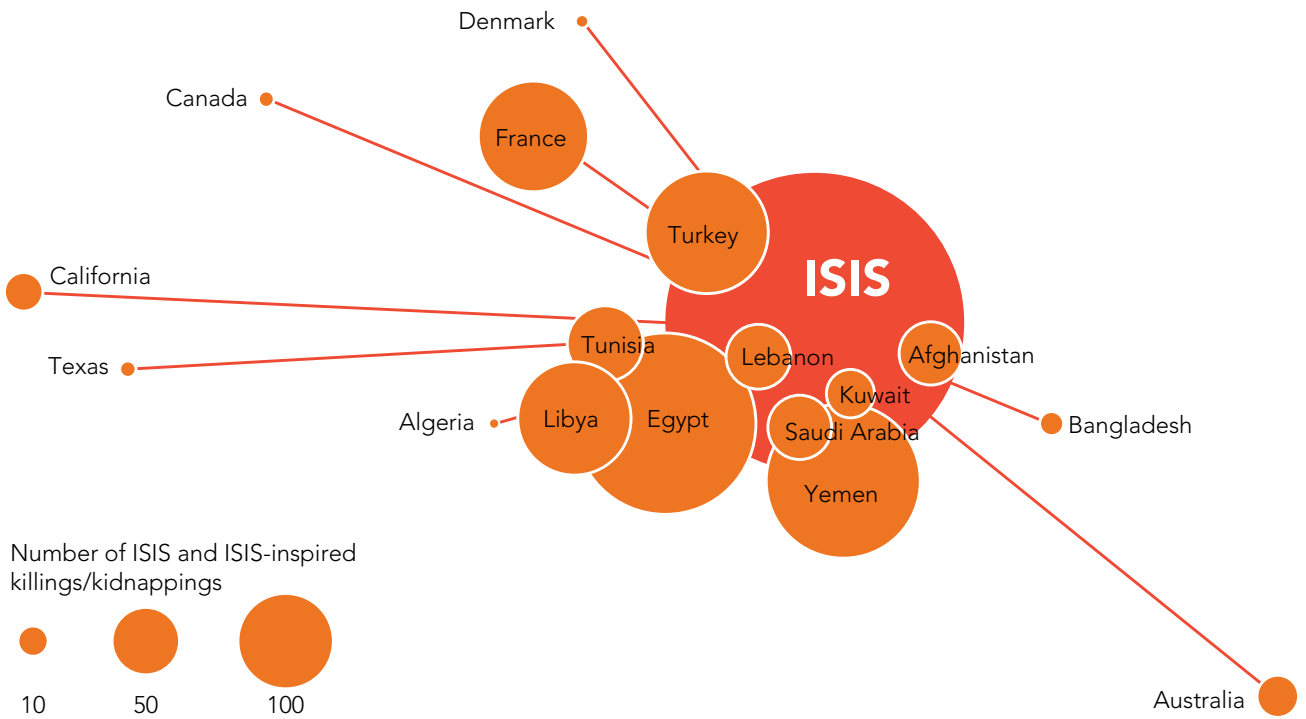 Denmark
Canada
France
Turkey
California
ISIS
Tunisia
Lebanon
Afghanistan
Texas
Kuwait
Algeria
Libya
Egypt
Saudi Arabia
Bangladesh
Yemen
Number of ISIS and ISIS-inspired
killings/kidnappings
10 50 100
Australia